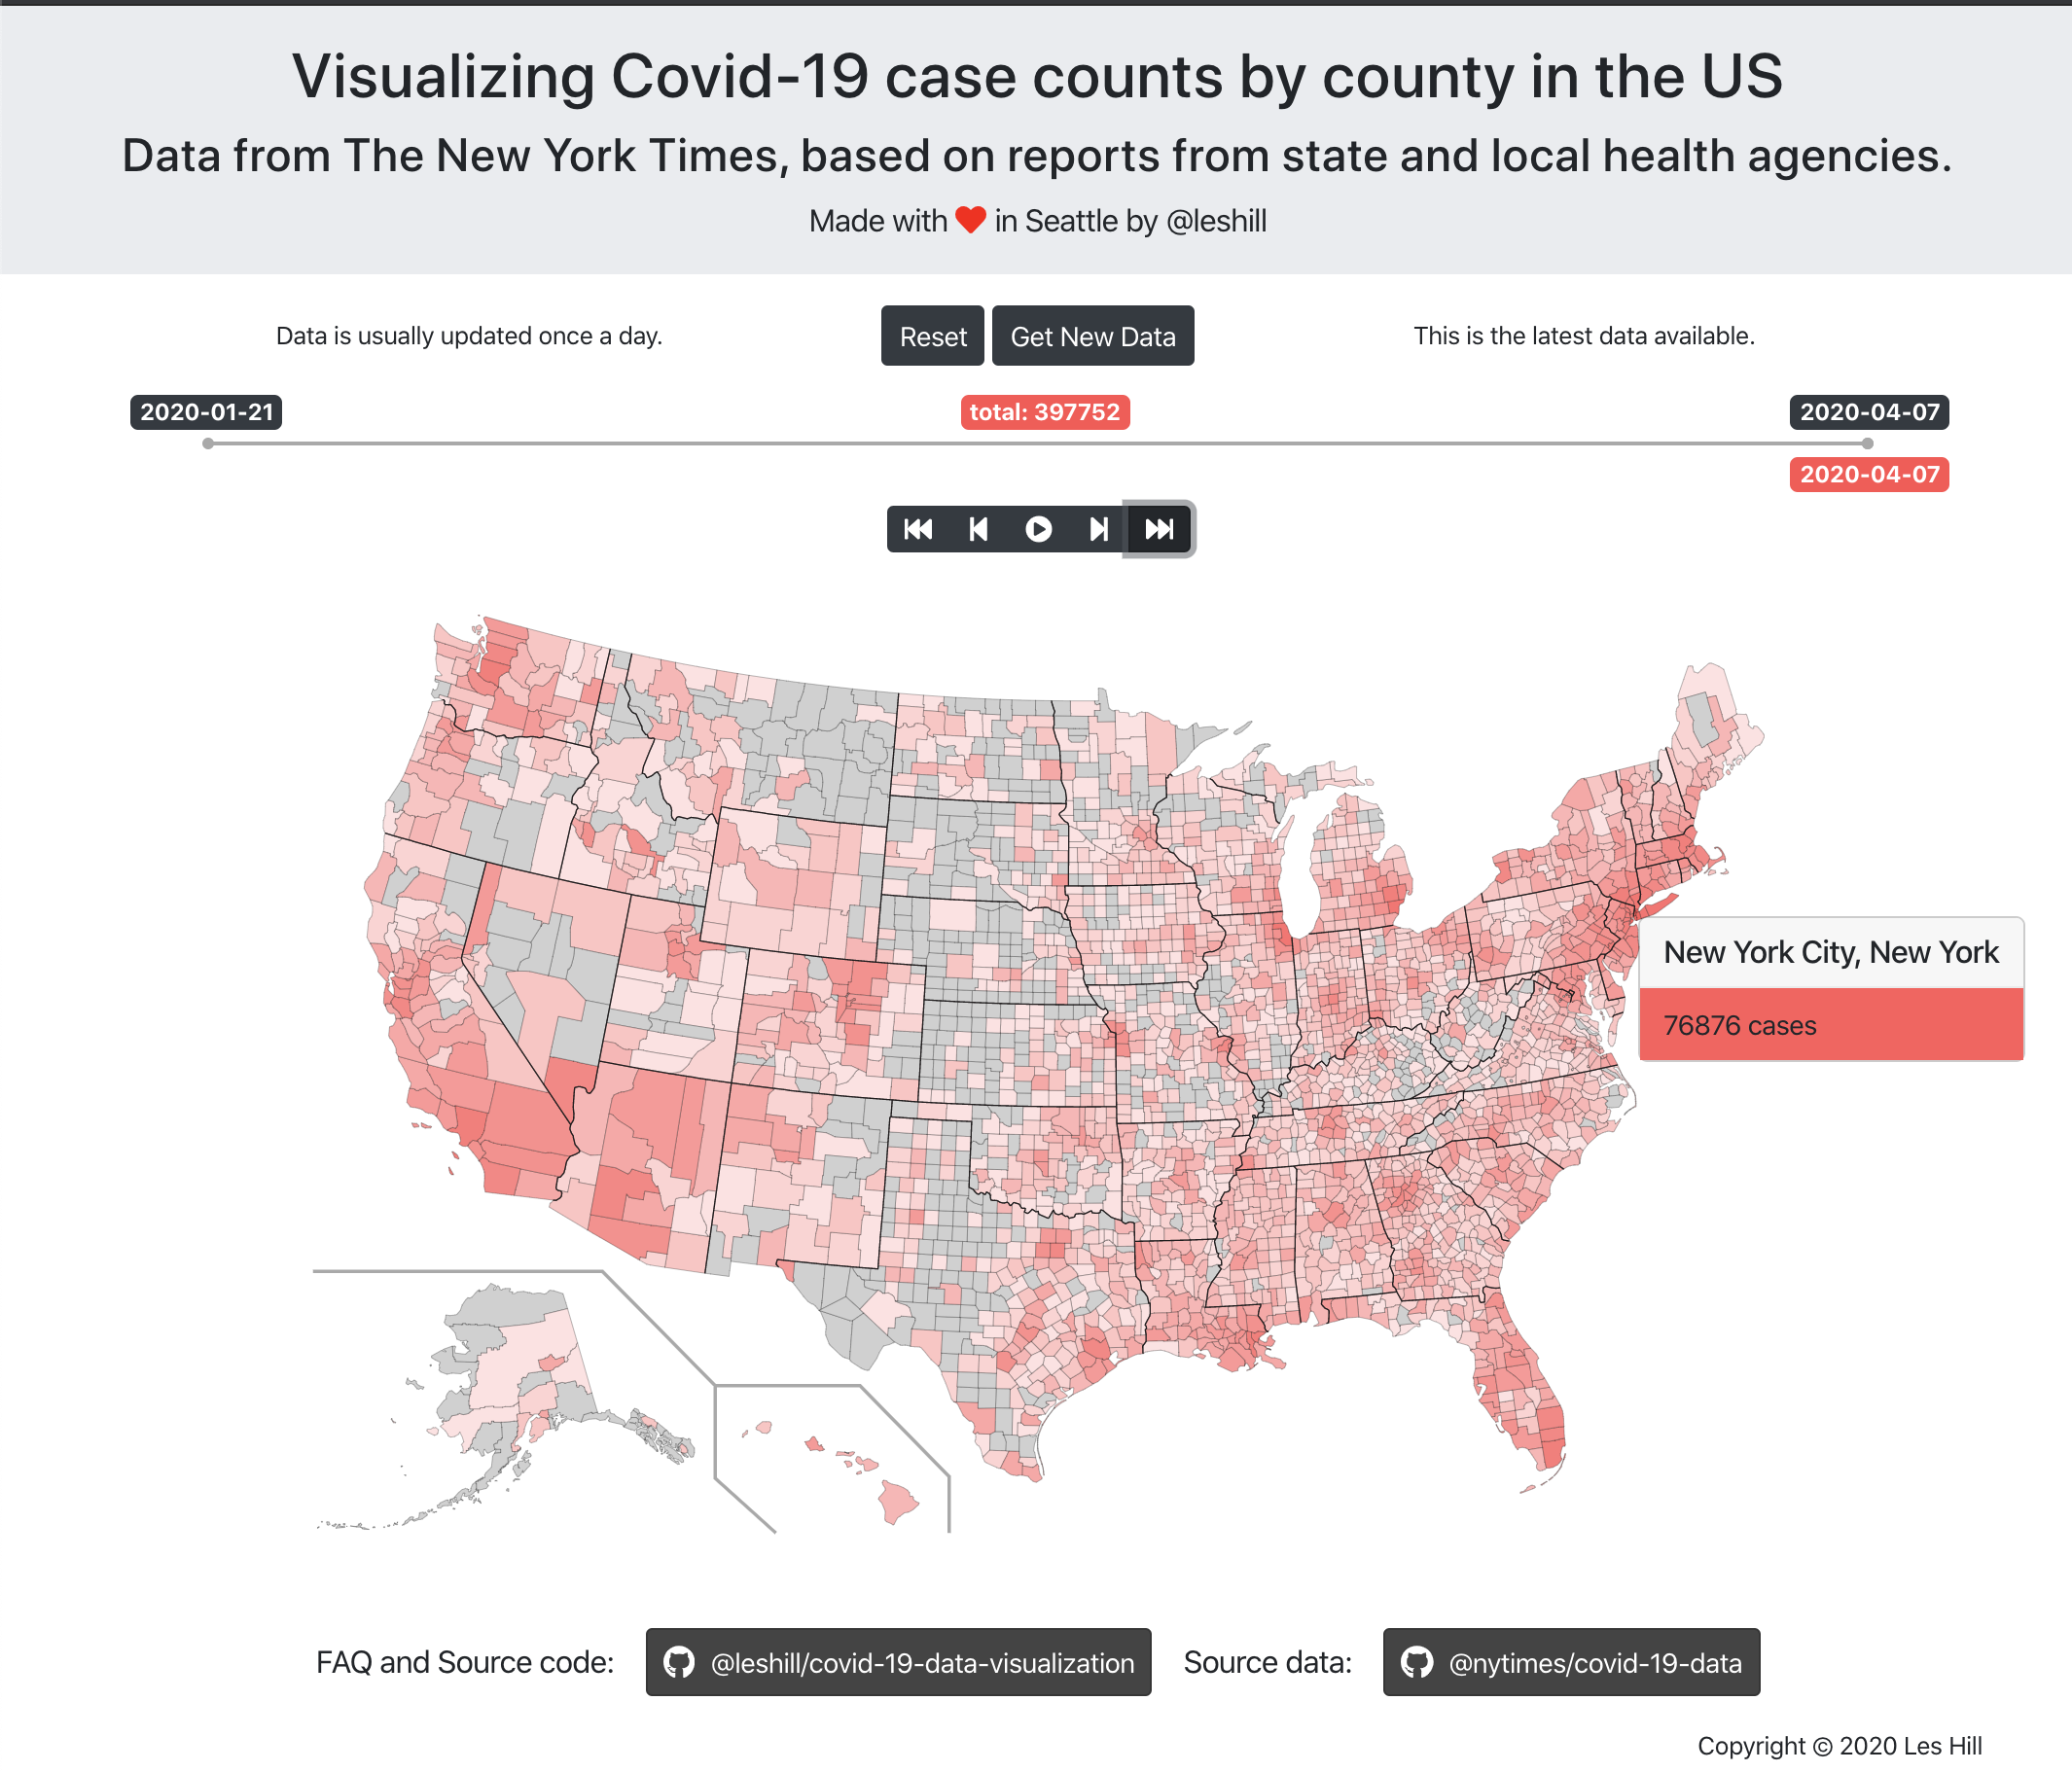 Visualizing Covid-19 case counts by county in the US
Data from The New York Times, based on reports from state and local health agencies.
Made with ❤ in Seattle by @leshill
Data is usually updated once a day.
Reset
Get New Data
This is the latest data available.
2020-01-21
total: 397752
2020-04-07
2020-04-07
New York City, New York
76876 cases
FAQ and Source code:
@leshill/covid-19-data-visualization
Source data:
@nytimes/covid-19-data
Copyright © 2020 Les Hill